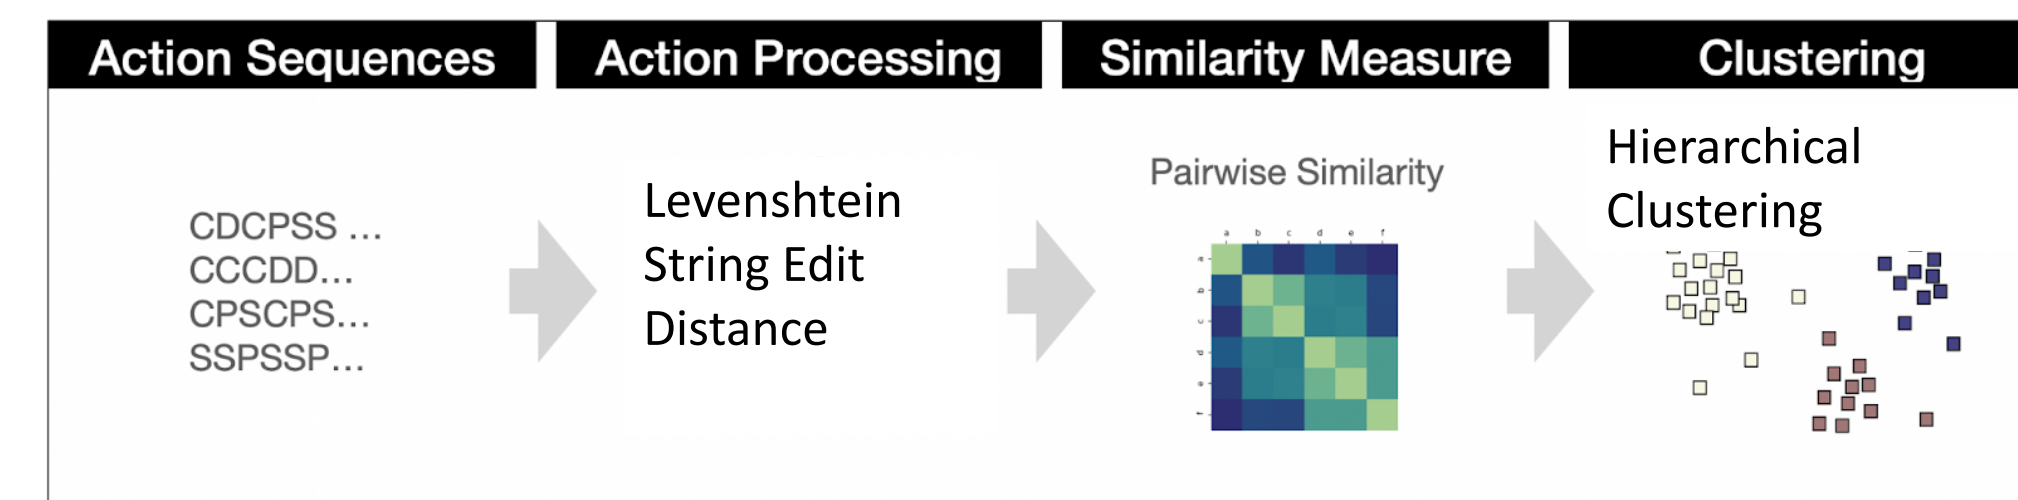 Action Sequences
Action Processing
Similarity Measure
Clustering
CDCPSS ...
CCCDD...
CPSCPS...
SSPSSP...
Levenshtein
String Edit
Distance
Pairwise Similarity
a b c d e f
a
b
c
d
e
f
Hierarchical
Clustering